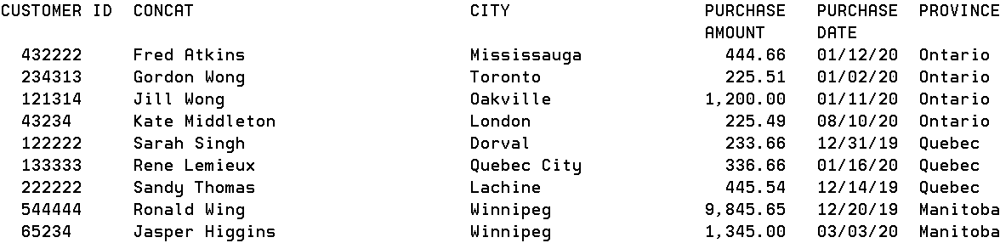 CUSTOMER ID  CONCAT                           CITY                   PURCHASE   PURCHASE  PROVINCE
                                                                     AMOUNT     DATE
  432222     Fred Atkins                      Mississauga              444.66   01/12/20  Ontario
  234313     Gordon Wong                      Toronto                  225.51   01/02/20  Ontario
  121314     Jill Wong                        Oakville               1,200.00   01/11/20  Ontario
  43234      Kate Middleton                   London                   225.49   08/10/20  Ontario
  122222     Sarah Singh                      Dorval                   233.66   12/31/19  Quebec
  133333     Rene Lemieux                     Quebec City              336.66   01/16/20  Quebec
  222222     Sandy Thomas                     Lachine                  445.54   12/14/19  Quebec
  544444     Ronald Wing                      Winnipeg               9,845.65   12/20/19  Manitoba
  65234      Jasper Higgins                   Winnipeg               1,345.00   03/03/20  Manitoba